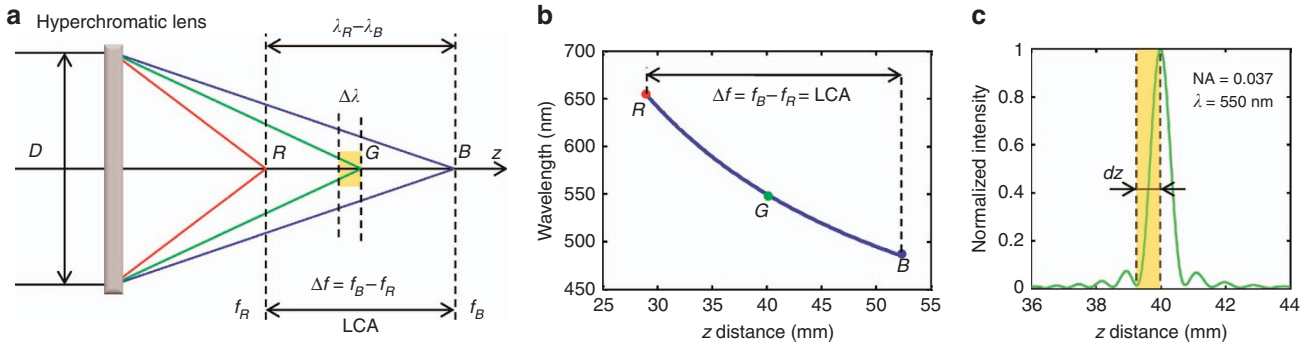 a
Hyperchromatic lens
λR–λB
Δλ
D
R
G
B
z
Δf = fB – fR
fR
LCA
fB
b
Wavelength (nm)
700
650
600
550
500
450
Δf = fB – fR = LCA
R
G
B
25 30 35 40 45 50 55
z distance (mm)
c
Normalized intensity
1
0.8
0.6
0.4
0.2
0
NA = 0.037
λ = 550 nm
dz
36 38 40 42 44
z distance (mm)